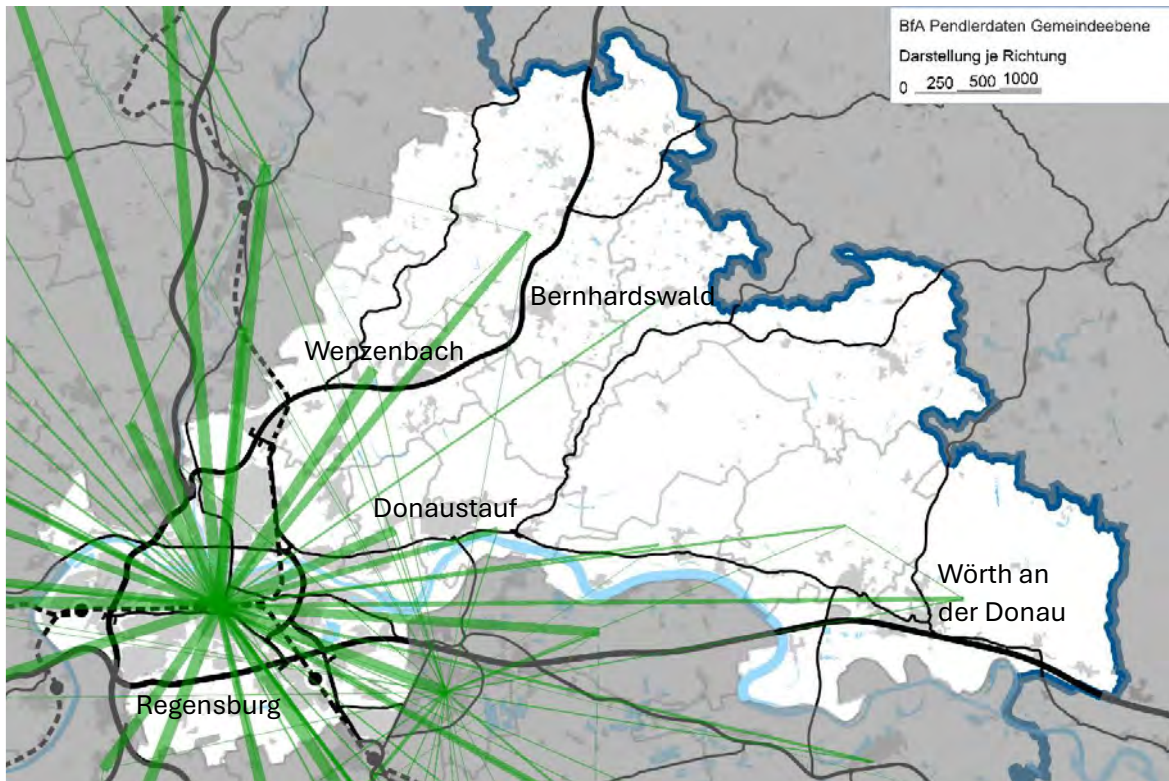 BfA Pendlerdaten Gemeindeebene
Darstellung je Richtung
0 250 500 1000
Bernhardswald
Wenzenbach
Donaustauf
Wörth an
der Donau
Regensburg